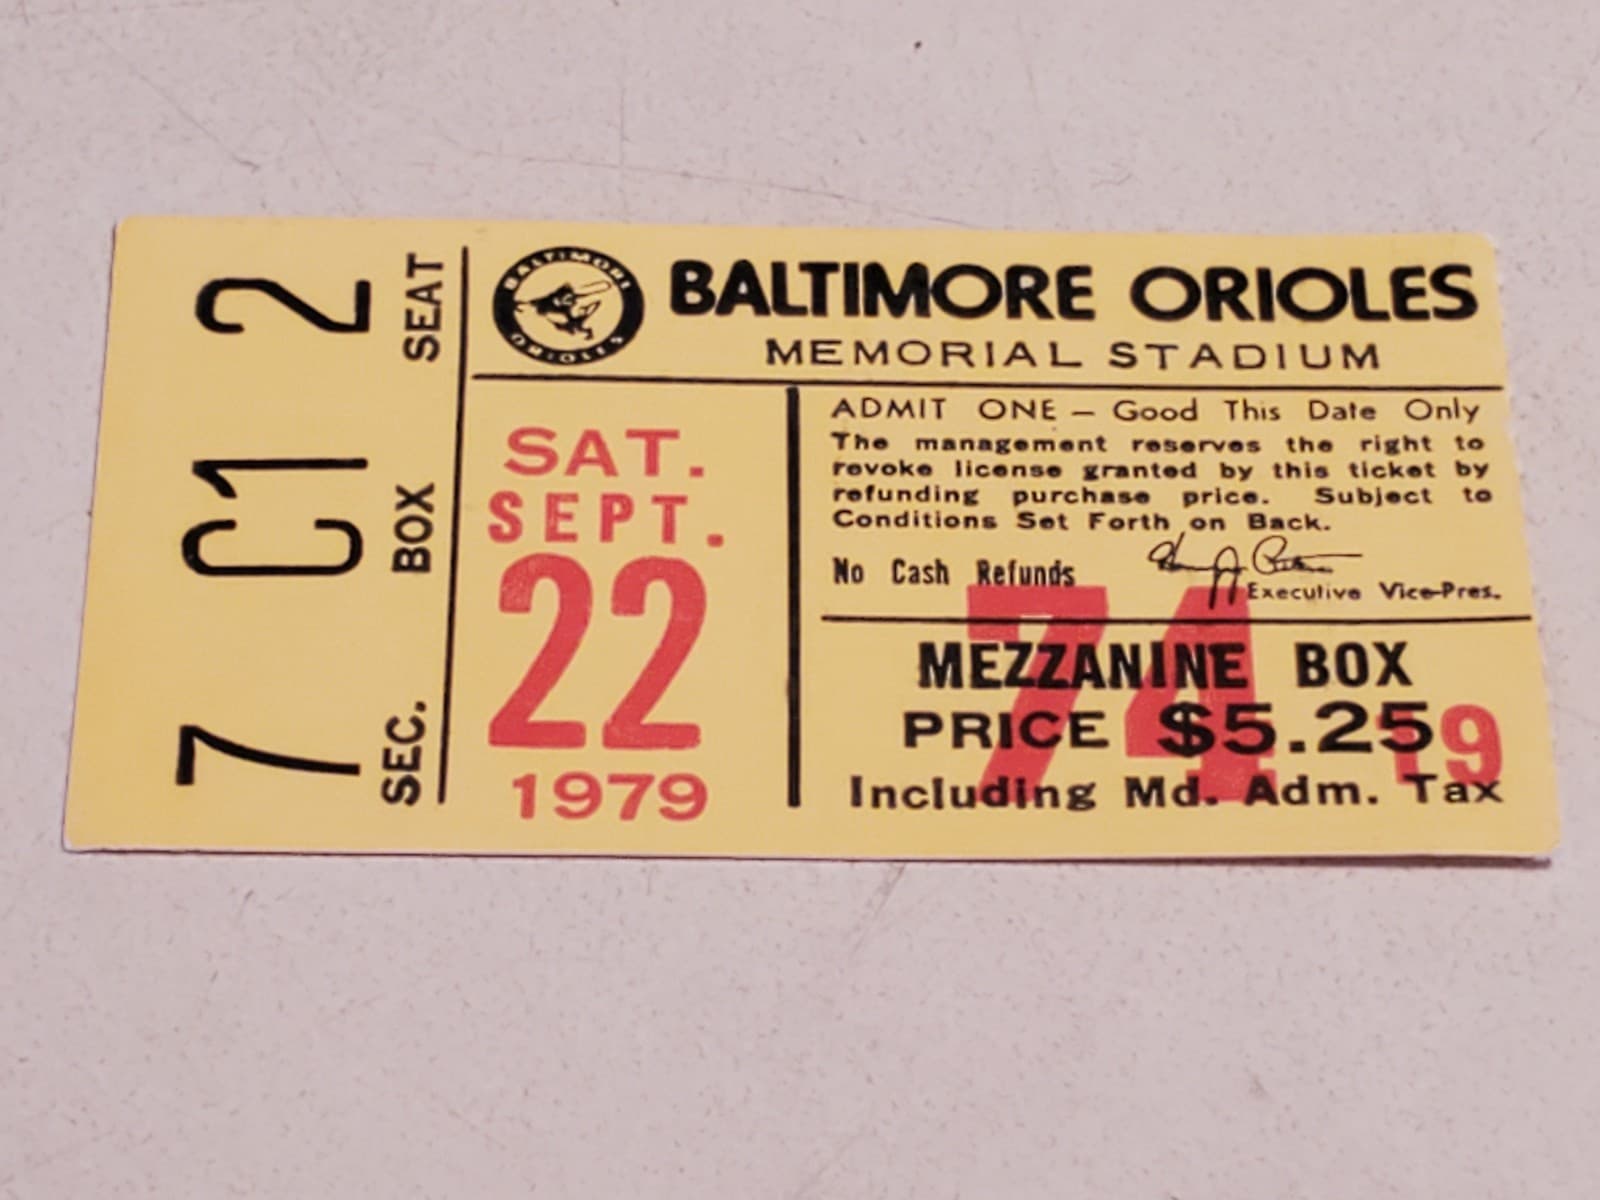 7 C1 2
SEC. BOX SEAT
BALTIMORE
ORIOLES
BALTIMORE ORIOLES
MEMORIAL STADIUM
SAT.
SEPT.
22
1979
ADMIT ONE — Good This Date Only
The management reserves the right to
revoke license granted by this ticket by
refunding purchase price. Subject to
Conditions Set Forth on Back.
No Cash Refunds
Executive Vice-Pres.
74
MEZZANINE BOX
PRICE $5.25
19
Including Md. Adm. Tax